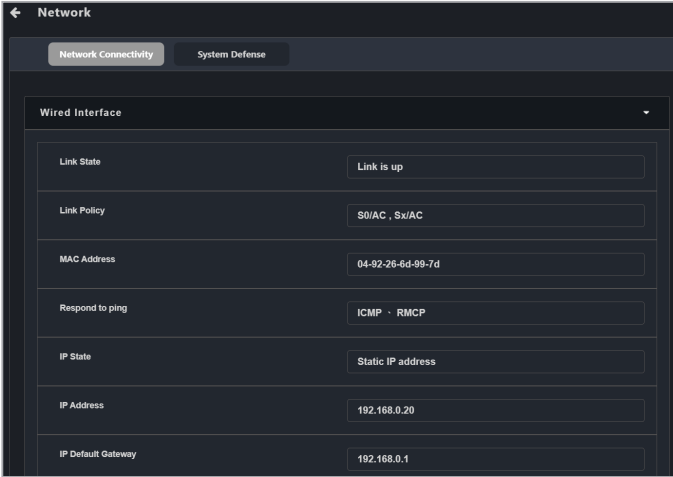 Network
Network Connectivity System Defense
Wired Interface
Link State Link is up
Link Policy S0/AC , Sx/AC
MAC Address 04-92-26-6d-99-7d
Respond to ping ICMP 、 RMCP
IP State Static IP address
IP Address 192.168.0.20
IP Default Gateway 192.168.0.1